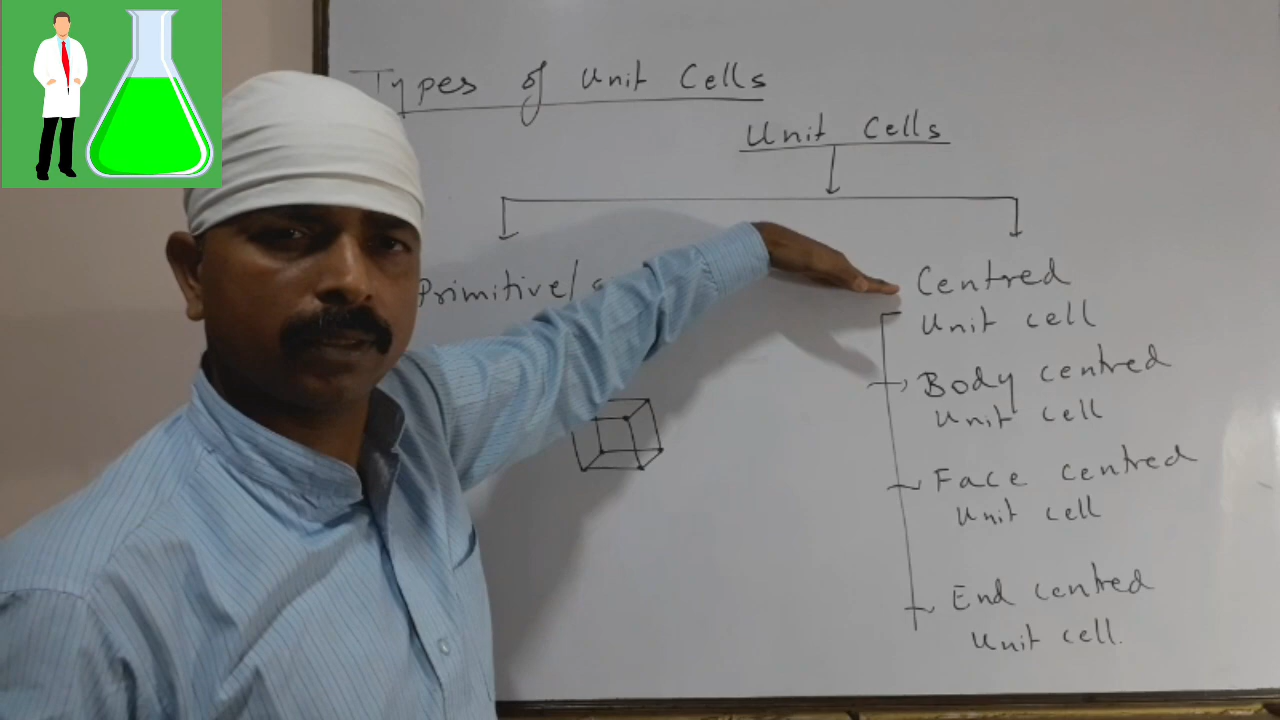 Types of Unit Cells
Unit Cells
Primitive/
Centred
Unit cell
Body centred
Unit cell
Face centred
Unit cell
End centred
Unit cell.